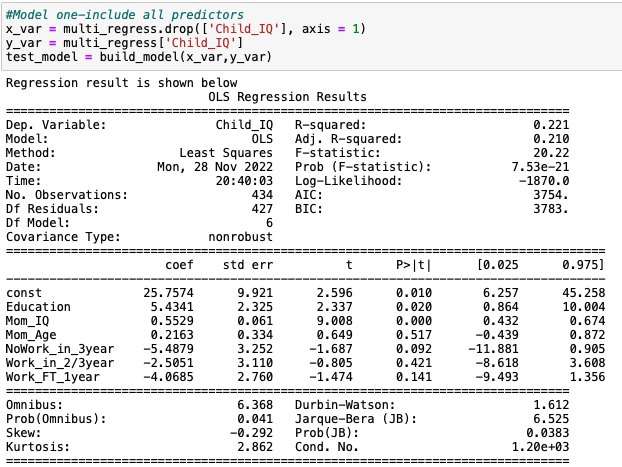 #Model one-include all predictors
x_var = multi_regress.drop(['Child_IQ'], axis = 1)
y_var = multi_regress['Child_IQ']
test_model = build_model(x_var,y_var)
Regression result is shown below
OLS Regression Results
==============================================================================
Dep. Variable: Child_IQ R-squared: 0.221
Model: OLS Adj. R-squared: 0.210
Method: Least Squares F-statistic: 20.22
Date: Mon, 28 Nov 2022 Prob (F-statistic): 7.53e-21
Time: 20:40:03 Log-Likelihood: -1870.0
No. Observations: 434 AIC: 3754.
Df Residuals: 427 BIC: 3783.
Df Model: 6
Covariance Type: nonrobust
===================================================================================
coef std err t P>|t| [0.025 0.975]
-----------------------------------------------------------------------------------
const 25.7574 9.921 2.596 0.010 6.257 45.258
Education 5.4341 2.325 2.337 0.020 0.864 10.004
Mom_IQ 0.5529 0.061 9.008 0.000 0.432 0.674
Mom_Age 0.2163 0.334 0.649 0.517 -0.439 0.872
NoWork_in_3year -5.4879 3.252 -1.687 0.092 -11.881 0.905
Work_in_2/3year -2.5051 3.110 -0.805 0.421 -8.618 3.608
Work_FT_1year -4.0685 2.760 -1.474 0.141 -9.493 1.356
==============================================================================
Omnibus: 6.368 Durbin-Watson: 1.612
Prob(Omnibus): 0.041 Jarque-Bera (JB): 6.525
Skew: -0.292 Prob(JB): 0.0383
Kurtosis: 2.862 Cond. No. 1.20e+03
==============================================================================